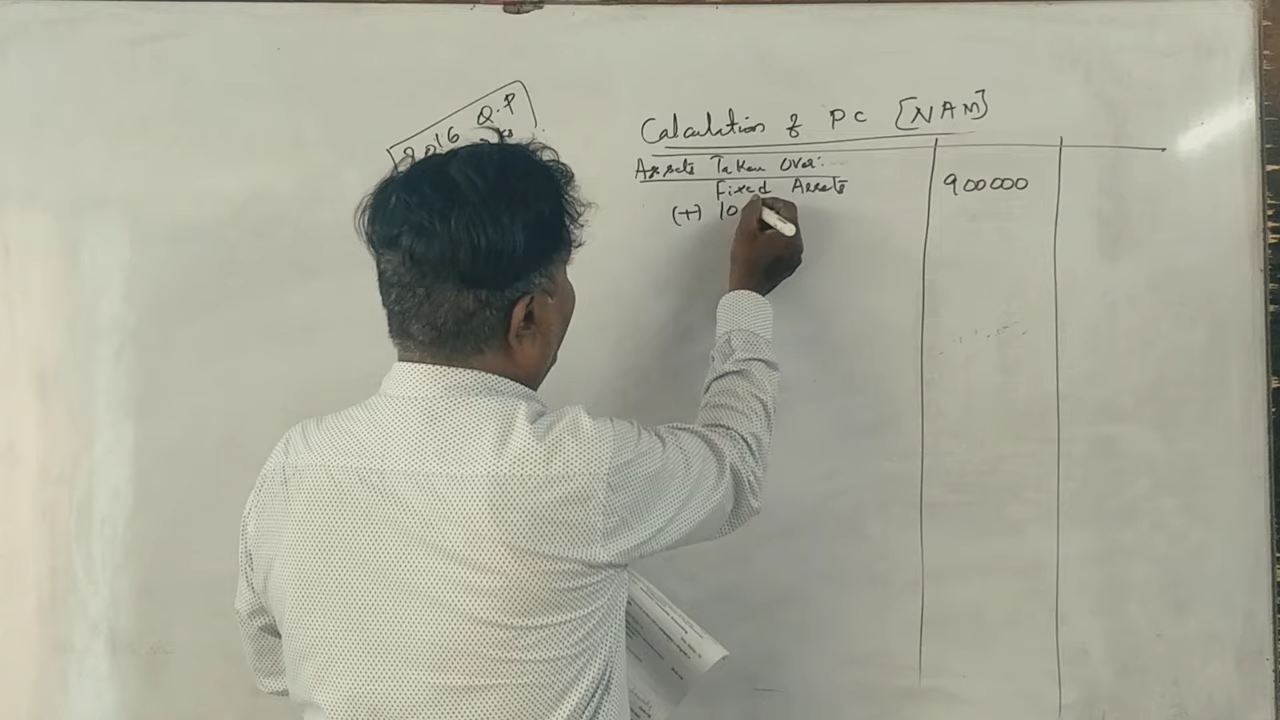 2016 Q.P
Calculation of PC [NAM]
Assets Taken Over:
Fixed Assets 900000
(+) 10